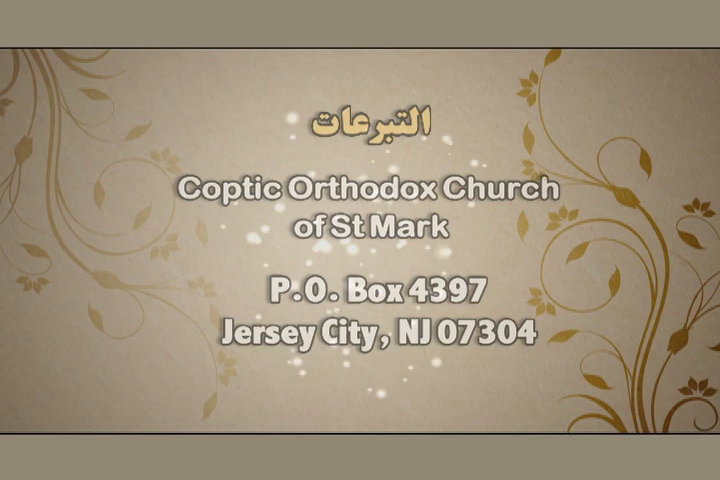 التبرعات
Coptic Orthodox Church
of St Mark
P.O. Box 4397
Jersey City, NJ 07304